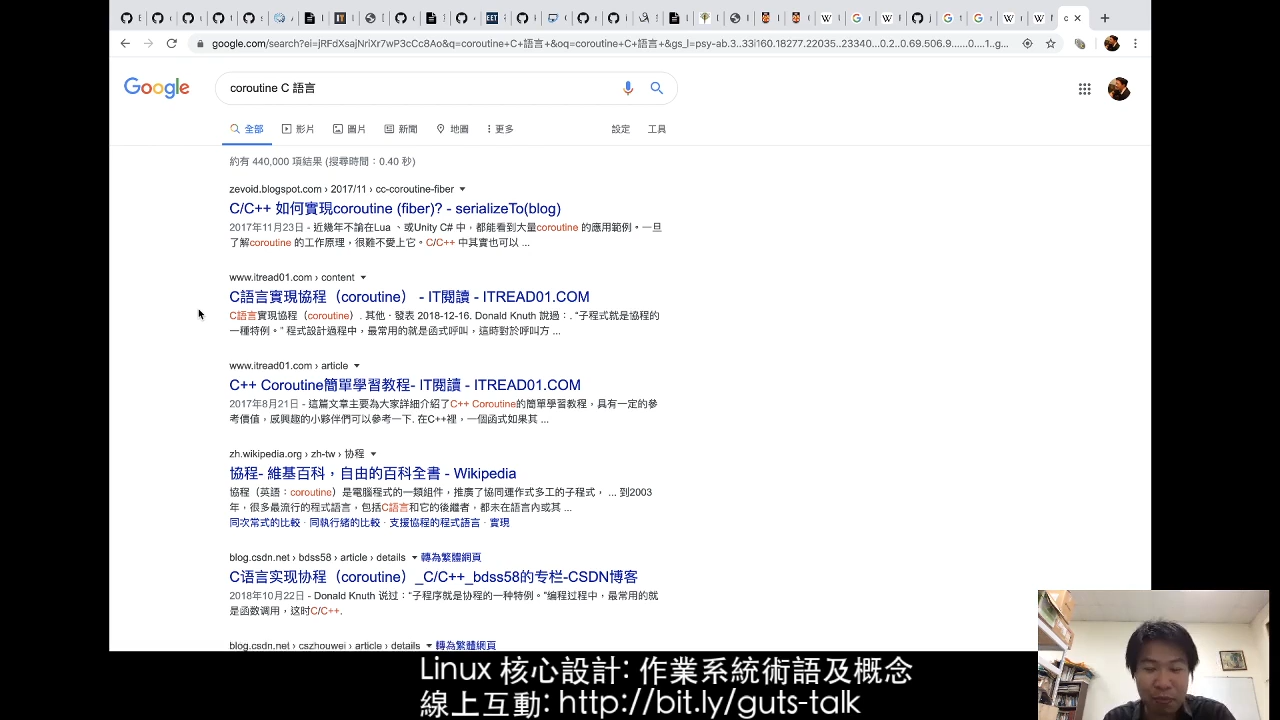 google.com/search?ei=jRFdXsajNriXr7wP3c2c8Ao&q=coroutine+C+語言+&oq=coroutine+C+語言+&gs_l=psy-ab.3..33i160.18277.22035..23340...0.2..0.69.506.9......0....1..g...
Google
coroutine C 語言
全部 影片 圖片 新聞 地圖 更多 設定 工具
約有 440,000 項結果 (搜尋時間：0.40 秒)
zevoid.blogspot.com › 2017/11 › cc-coroutine-fiber
C/C++ 如何實現coroutine (fiber)? - serializeTo(blog)
2017年11月23日 - 近幾年不論在Lua 、或Unity C# 中，都能看到大量coroutine 的應用範例。一旦
了解coroutine 的工作原理，很難不愛上它。C/C++ 中其實也可以 ...
www.itread01.com › content
C語言實現協程（coroutine） - IT閱讀 - ITREAD01.COM
C語言實現協程（coroutine）. 其他 · 發表 2018-12-16. Donald Knuth 說過：. “子程式就是協程的
一種特例。” 程式設計過程中，最常用的就是函式呼叫，這時對於呼叫方 ...
www.itread01.com › article
C++ Coroutine簡單學習教程- IT閱讀 - ITREAD01.COM
2017年8月21日 - 這篇文章主要為大家詳細介紹了C++ Coroutine的簡單學習教程，具有一定的參
考價值，感興趣的小夥伴們可以參考一下. 在C++裡，一個函式如果其 ...
zh.wikipedia.org › zh-tw › 協程
協程- 維基百科，自由的百科全書 - Wikipedia
協程（英語：coroutine）是電腦程式的一類組件，推廣了協同運作式多工的子程式， ... 到2003
年，很多最流行的程式語言，包括C語言和它的後繼者，都未在語言內或其 ...
同次常式的比較 · 同執行緒的比較 · 支援協程的程式語言 · 實現
blog.csdn.net › bdss58 › article › details 轉為繁體網頁
C语言实现协程（coroutine）_C/C++_bdss58的专栏-CSDN博客
2018年10月22日 - Donald Knuth 说过：“子程序就是协程的一种特例。”编程过程中，最常用的就
是函数调用，这时C/C++.
blog.csdn.net › cszhouwei › article › details 轉為繁體網頁
Linux 核心設計: 作業系統術語及概念
線上互動: http://bit.ly/guts-talk